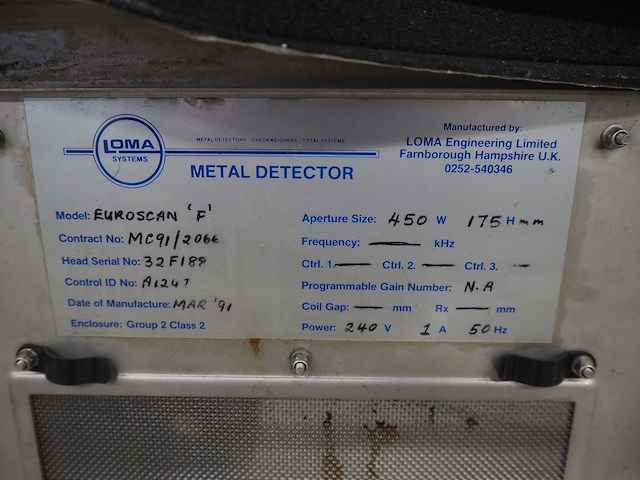 LOMA
SYSTEMS
METAL DETECTORS · CHECKWEIGHERS · TOTAL SYSTEMS
METAL DETECTOR
Manufactured by:
LOMA Engineering Limited
Farnborough Hampshire U.K.
0252-540346
Model: EUROSCAN 'F'
Contract No: MC91/2066
Head Serial No: 32F188
Control ID No: A1247
Date of Manufacture: MAR '91
Enclosure: Group 2 Class 2
Aperture Size: 450 W 175 H mm
Frequency: — kHz
Ctrl. 1. — Ctrl. 2. — Ctrl. 3. —
Programmable Gain Number: N.A
Coil Gap: — mm Rx — mm
Power: 240 V 1 A 50 Hz